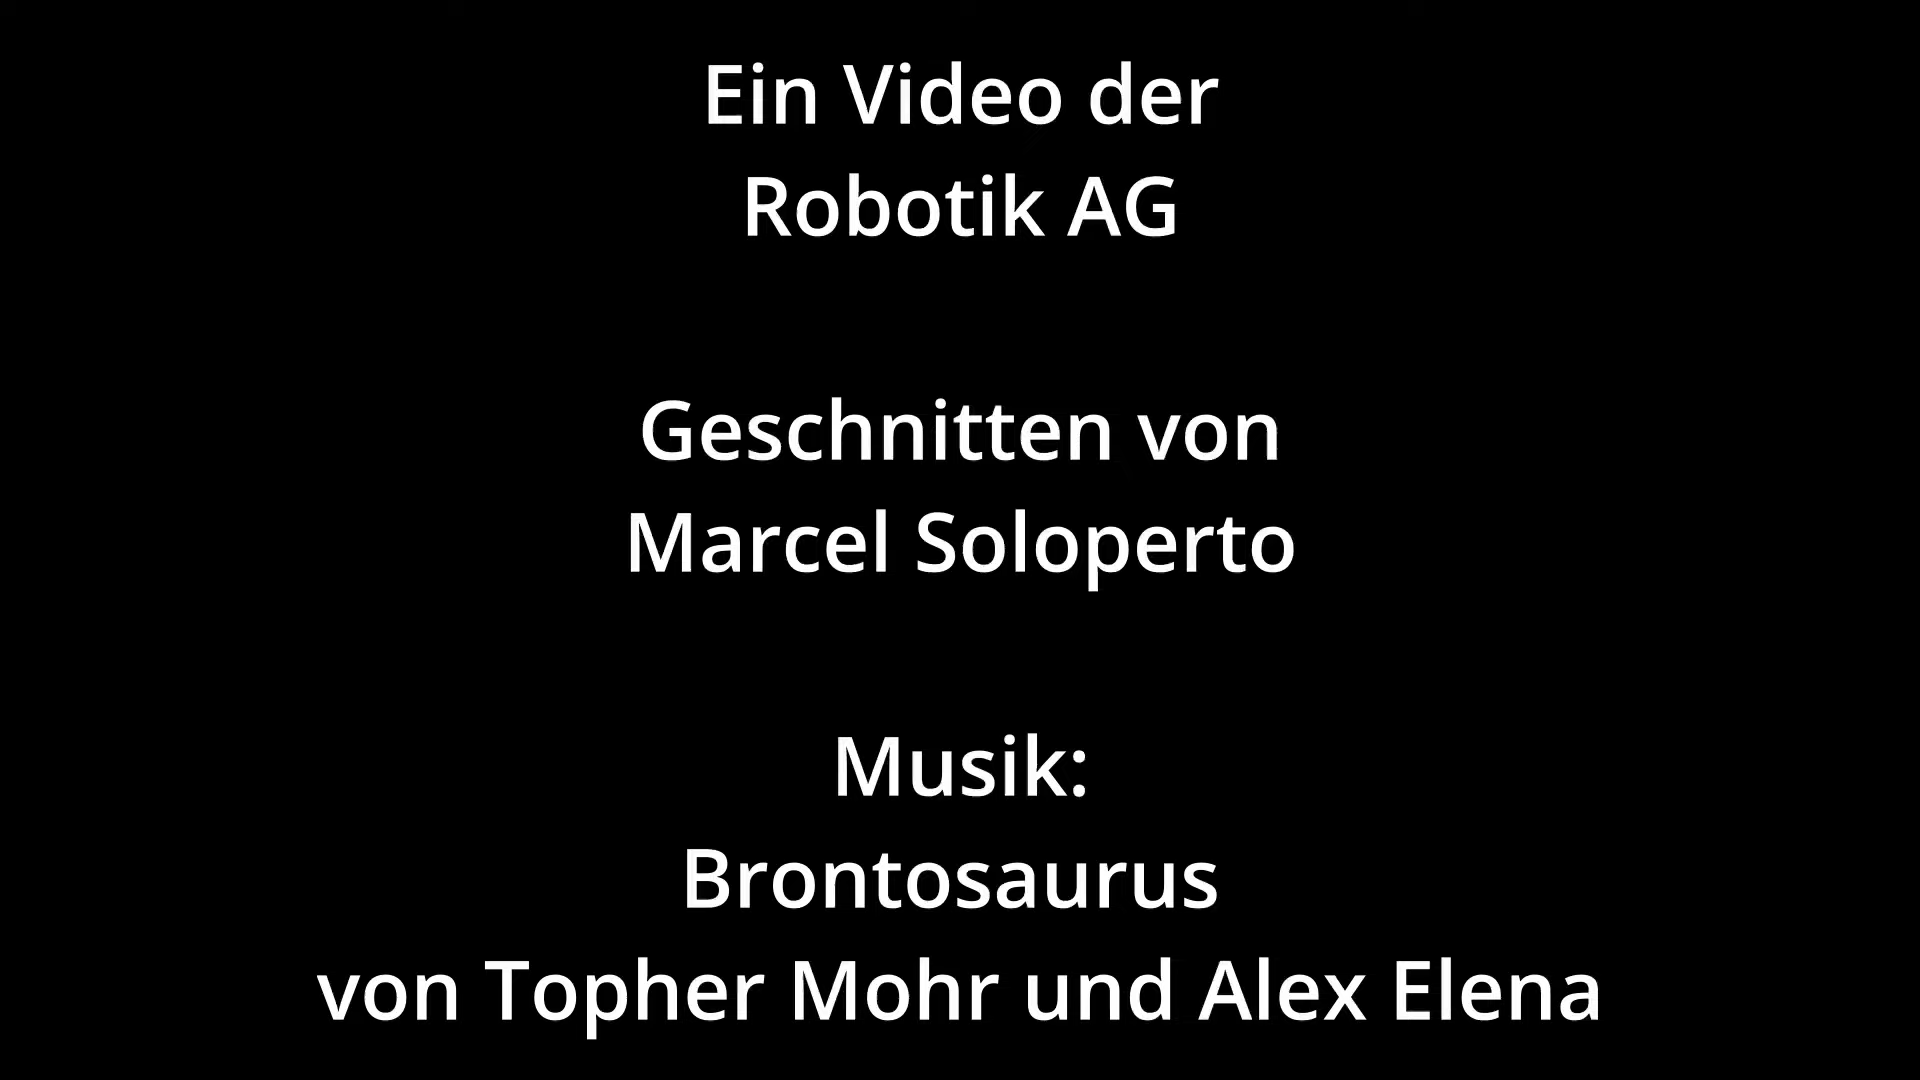 Ein Video der
Robotik AG
Geschnitten von
Marcel Soloperto
Musik:
Brontosaurus
von Topher Mohr und Alex Elena